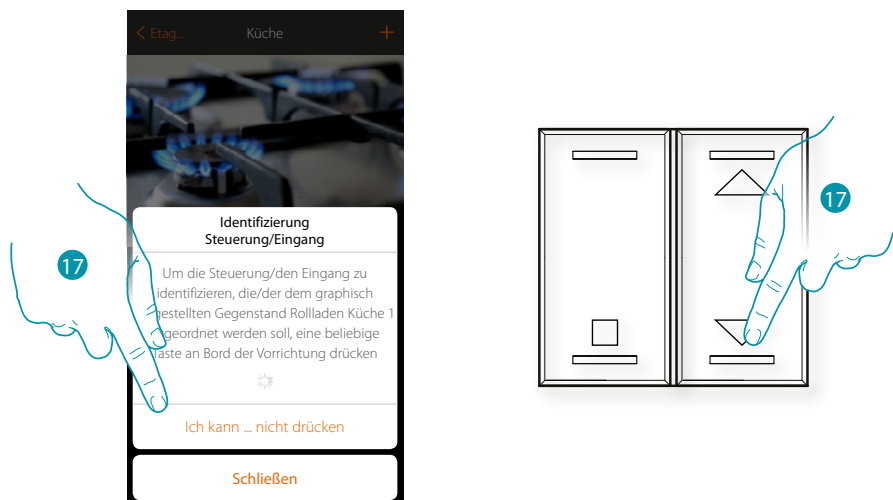 Etag...
Küche
Identifizierung
Steuerung/Eingang
Um die Steuerung/den Eingang zu
identifizieren, die/der dem graphisch
gestellten Gegenstand Rollladen Küche 1
geordnet werden soll, eine beliebige
Taste an Bord der Vorrichtung drücken
Ich kann ... nicht drücken
Schließen
17
17